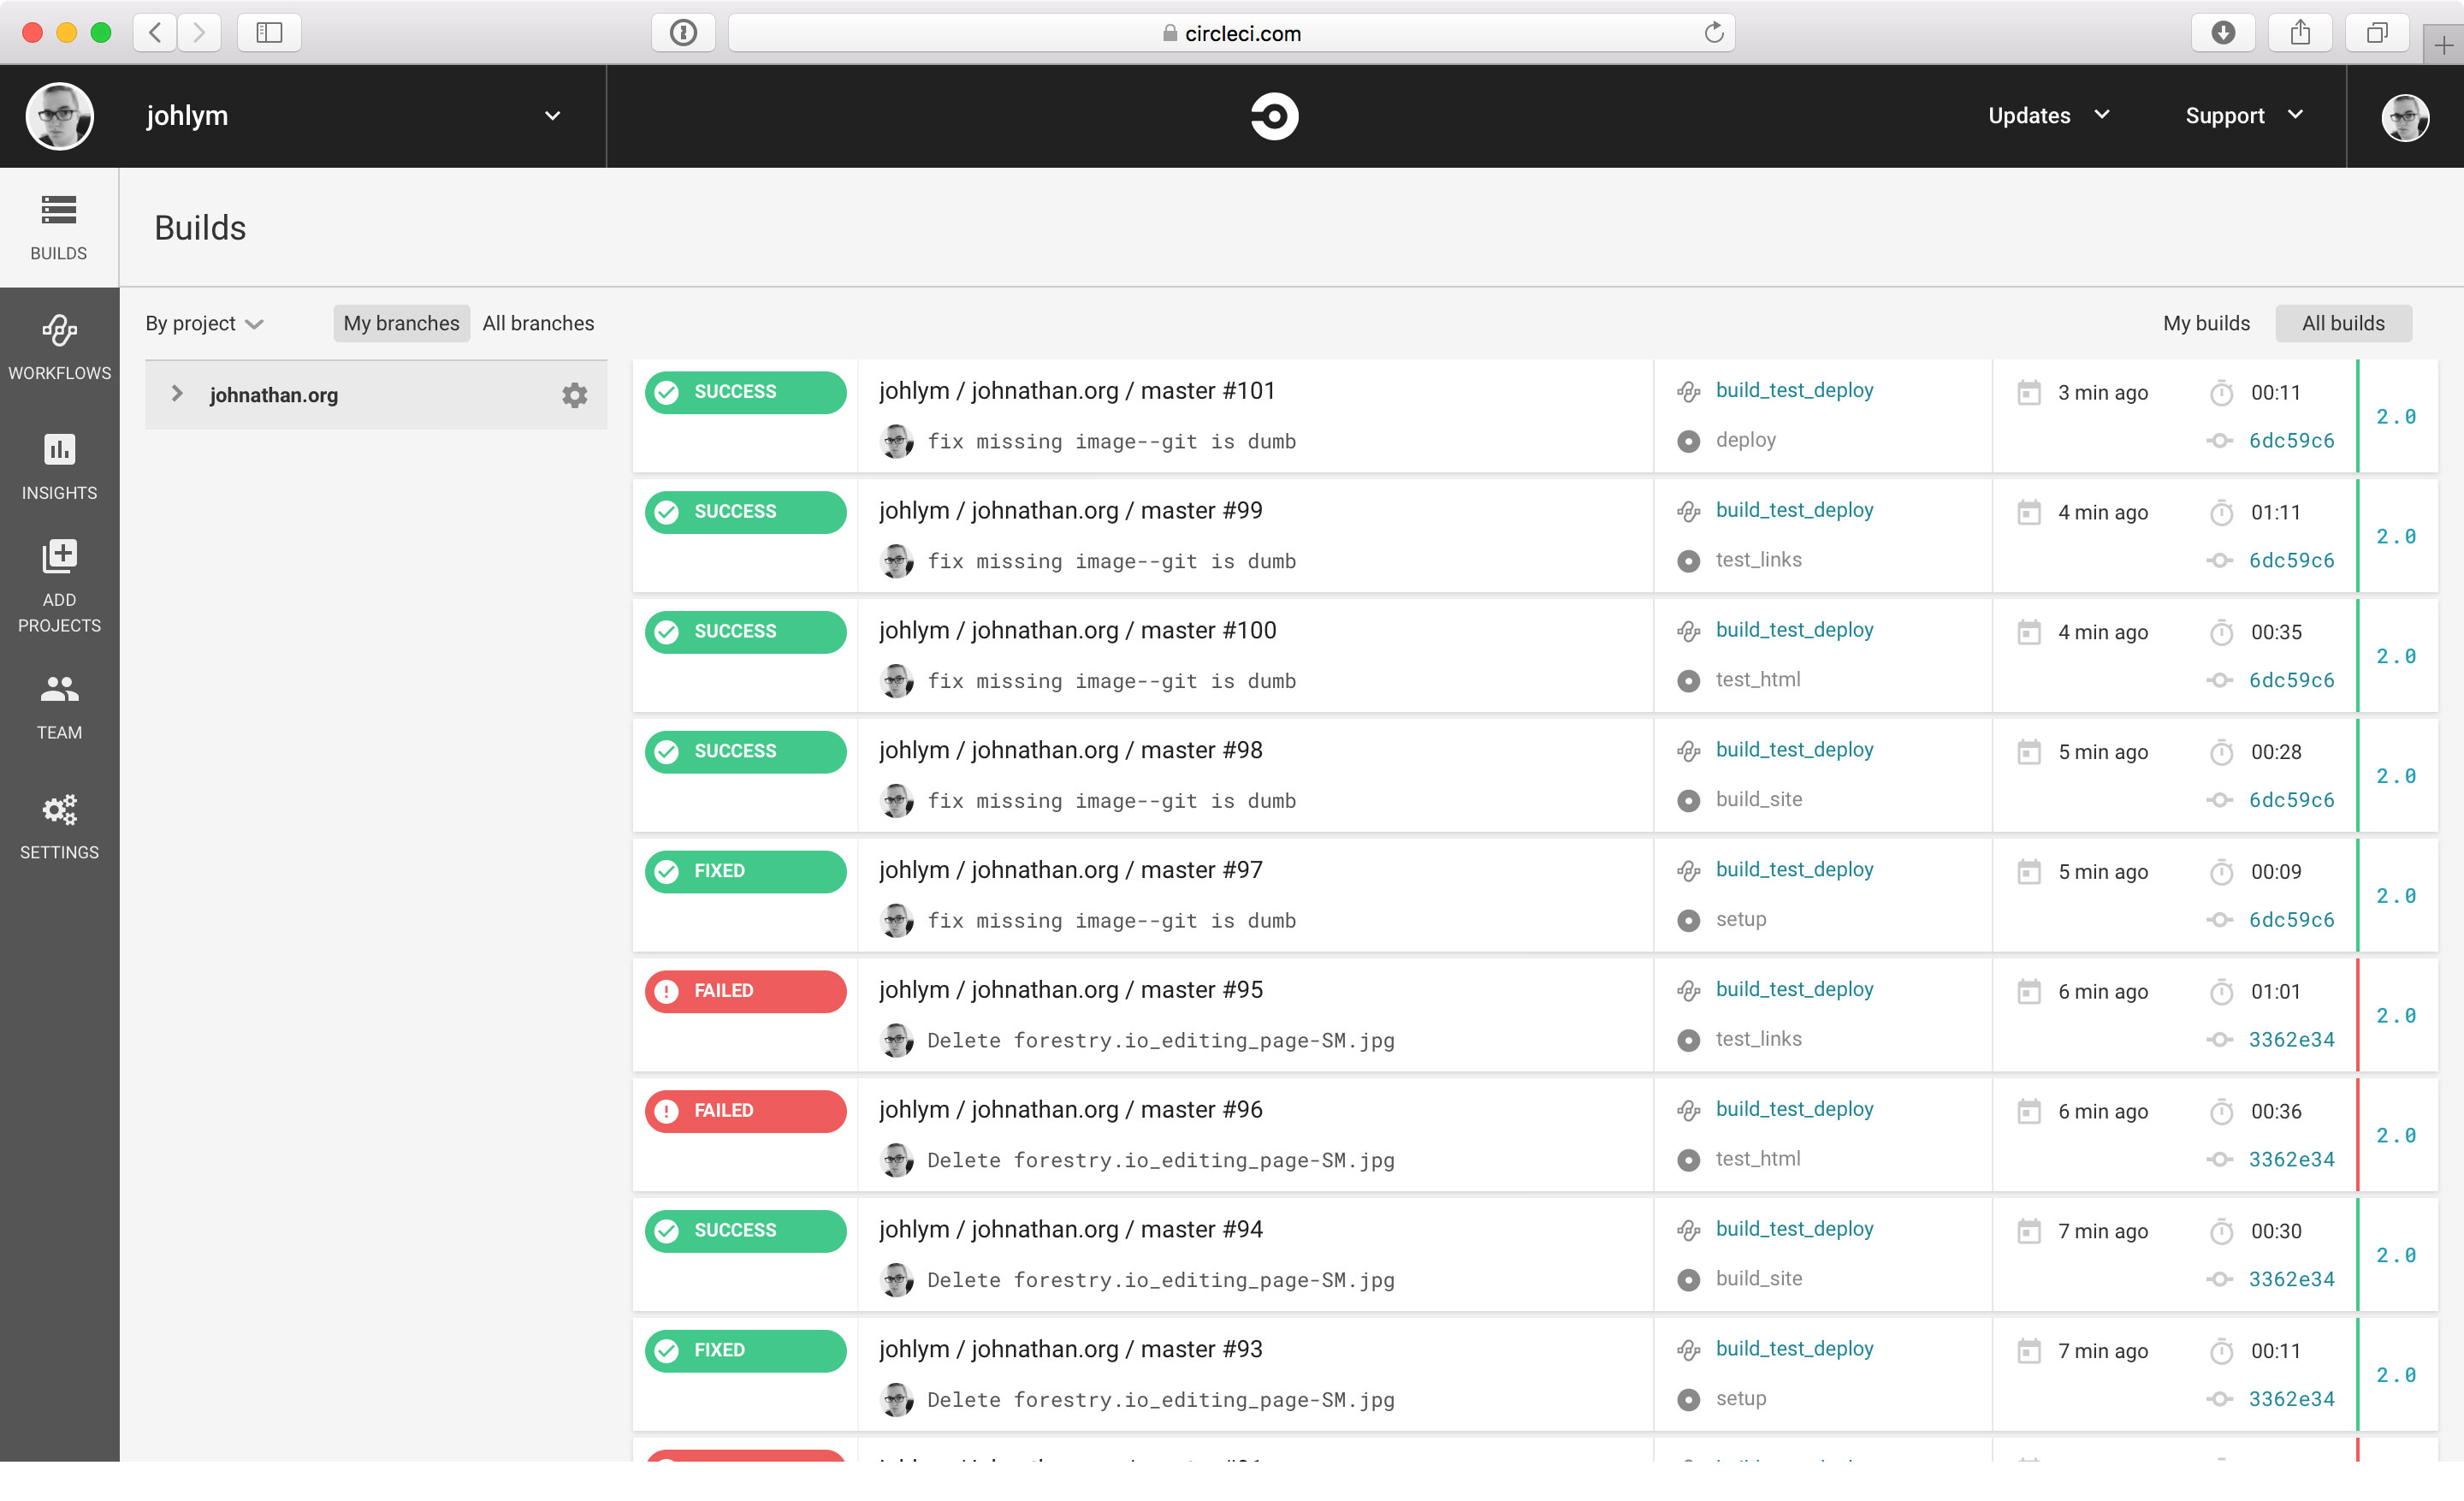 circleci.com
johlym
Updates
Support
BUILDS
Builds
WORKFLOWS
INSIGHTS
ADD
PROJECTS
TEAM
SETTINGS
By project
My branches
All branches
My builds
All builds
johnathan.org
SUCCESS johlym / johnathan.org / master #101 build_test_deploy 3 min ago 00:11
fix missing image--git is dumb deploy 6dc59c6 2.0
SUCCESS johlym / johnathan.org / master #99 build_test_deploy 4 min ago 01:11
fix missing image--git is dumb test_links 6dc59c6 2.0
SUCCESS johlym / johnathan.org / master #100 build_test_deploy 4 min ago 00:35
fix missing image--git is dumb test_html 6dc59c6 2.0
SUCCESS johlym / johnathan.org / master #98 build_test_deploy 5 min ago 00:28
fix missing image--git is dumb build_site 6dc59c6 2.0
FIXED johlym / johnathan.org / master #97 build_test_deploy 5 min ago 00:09
fix missing image--git is dumb setup 6dc59c6 2.0
FAILED johlym / johnathan.org / master #95 build_test_deploy 6 min ago 01:01
Delete forestry.io_editing_page-SM.jpg test_links 3362e34 2.0
FAILED johlym / johnathan.org / master #96 build_test_deploy 6 min ago 00:36
Delete forestry.io_editing_page-SM.jpg test_html 3362e34 2.0
SUCCESS johlym / johnathan.org / master #94 build_test_deploy 7 min ago 00:30
Delete forestry.io_editing_page-SM.jpg build_site 3362e34 2.0
FIXED johlym / johnathan.org / master #93 build_test_deploy 7 min ago 00:11
Delete forestry.io_editing_page-SM.jpg setup 3362e34 2.0